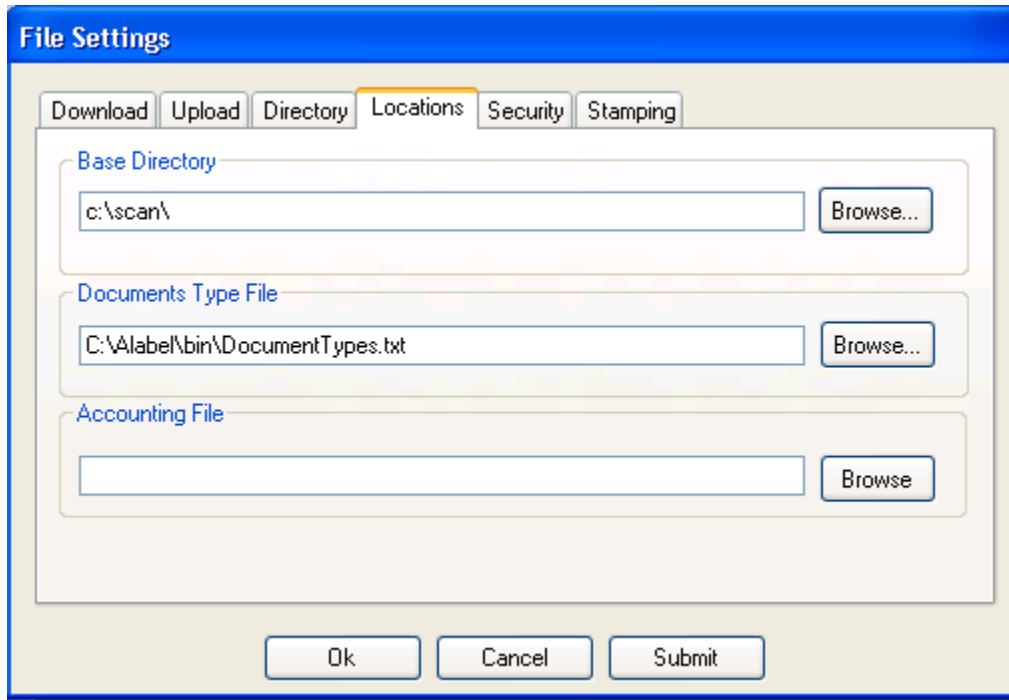 File Settings
Download Upload Directory Locations Security Stamping
Base Directory
c:\scan\ Browse...
Documents Type File
C:\Alabel\bin\DocumentTypes.txt Browse...
Accounting File
Browse
Ok Cancel Submit